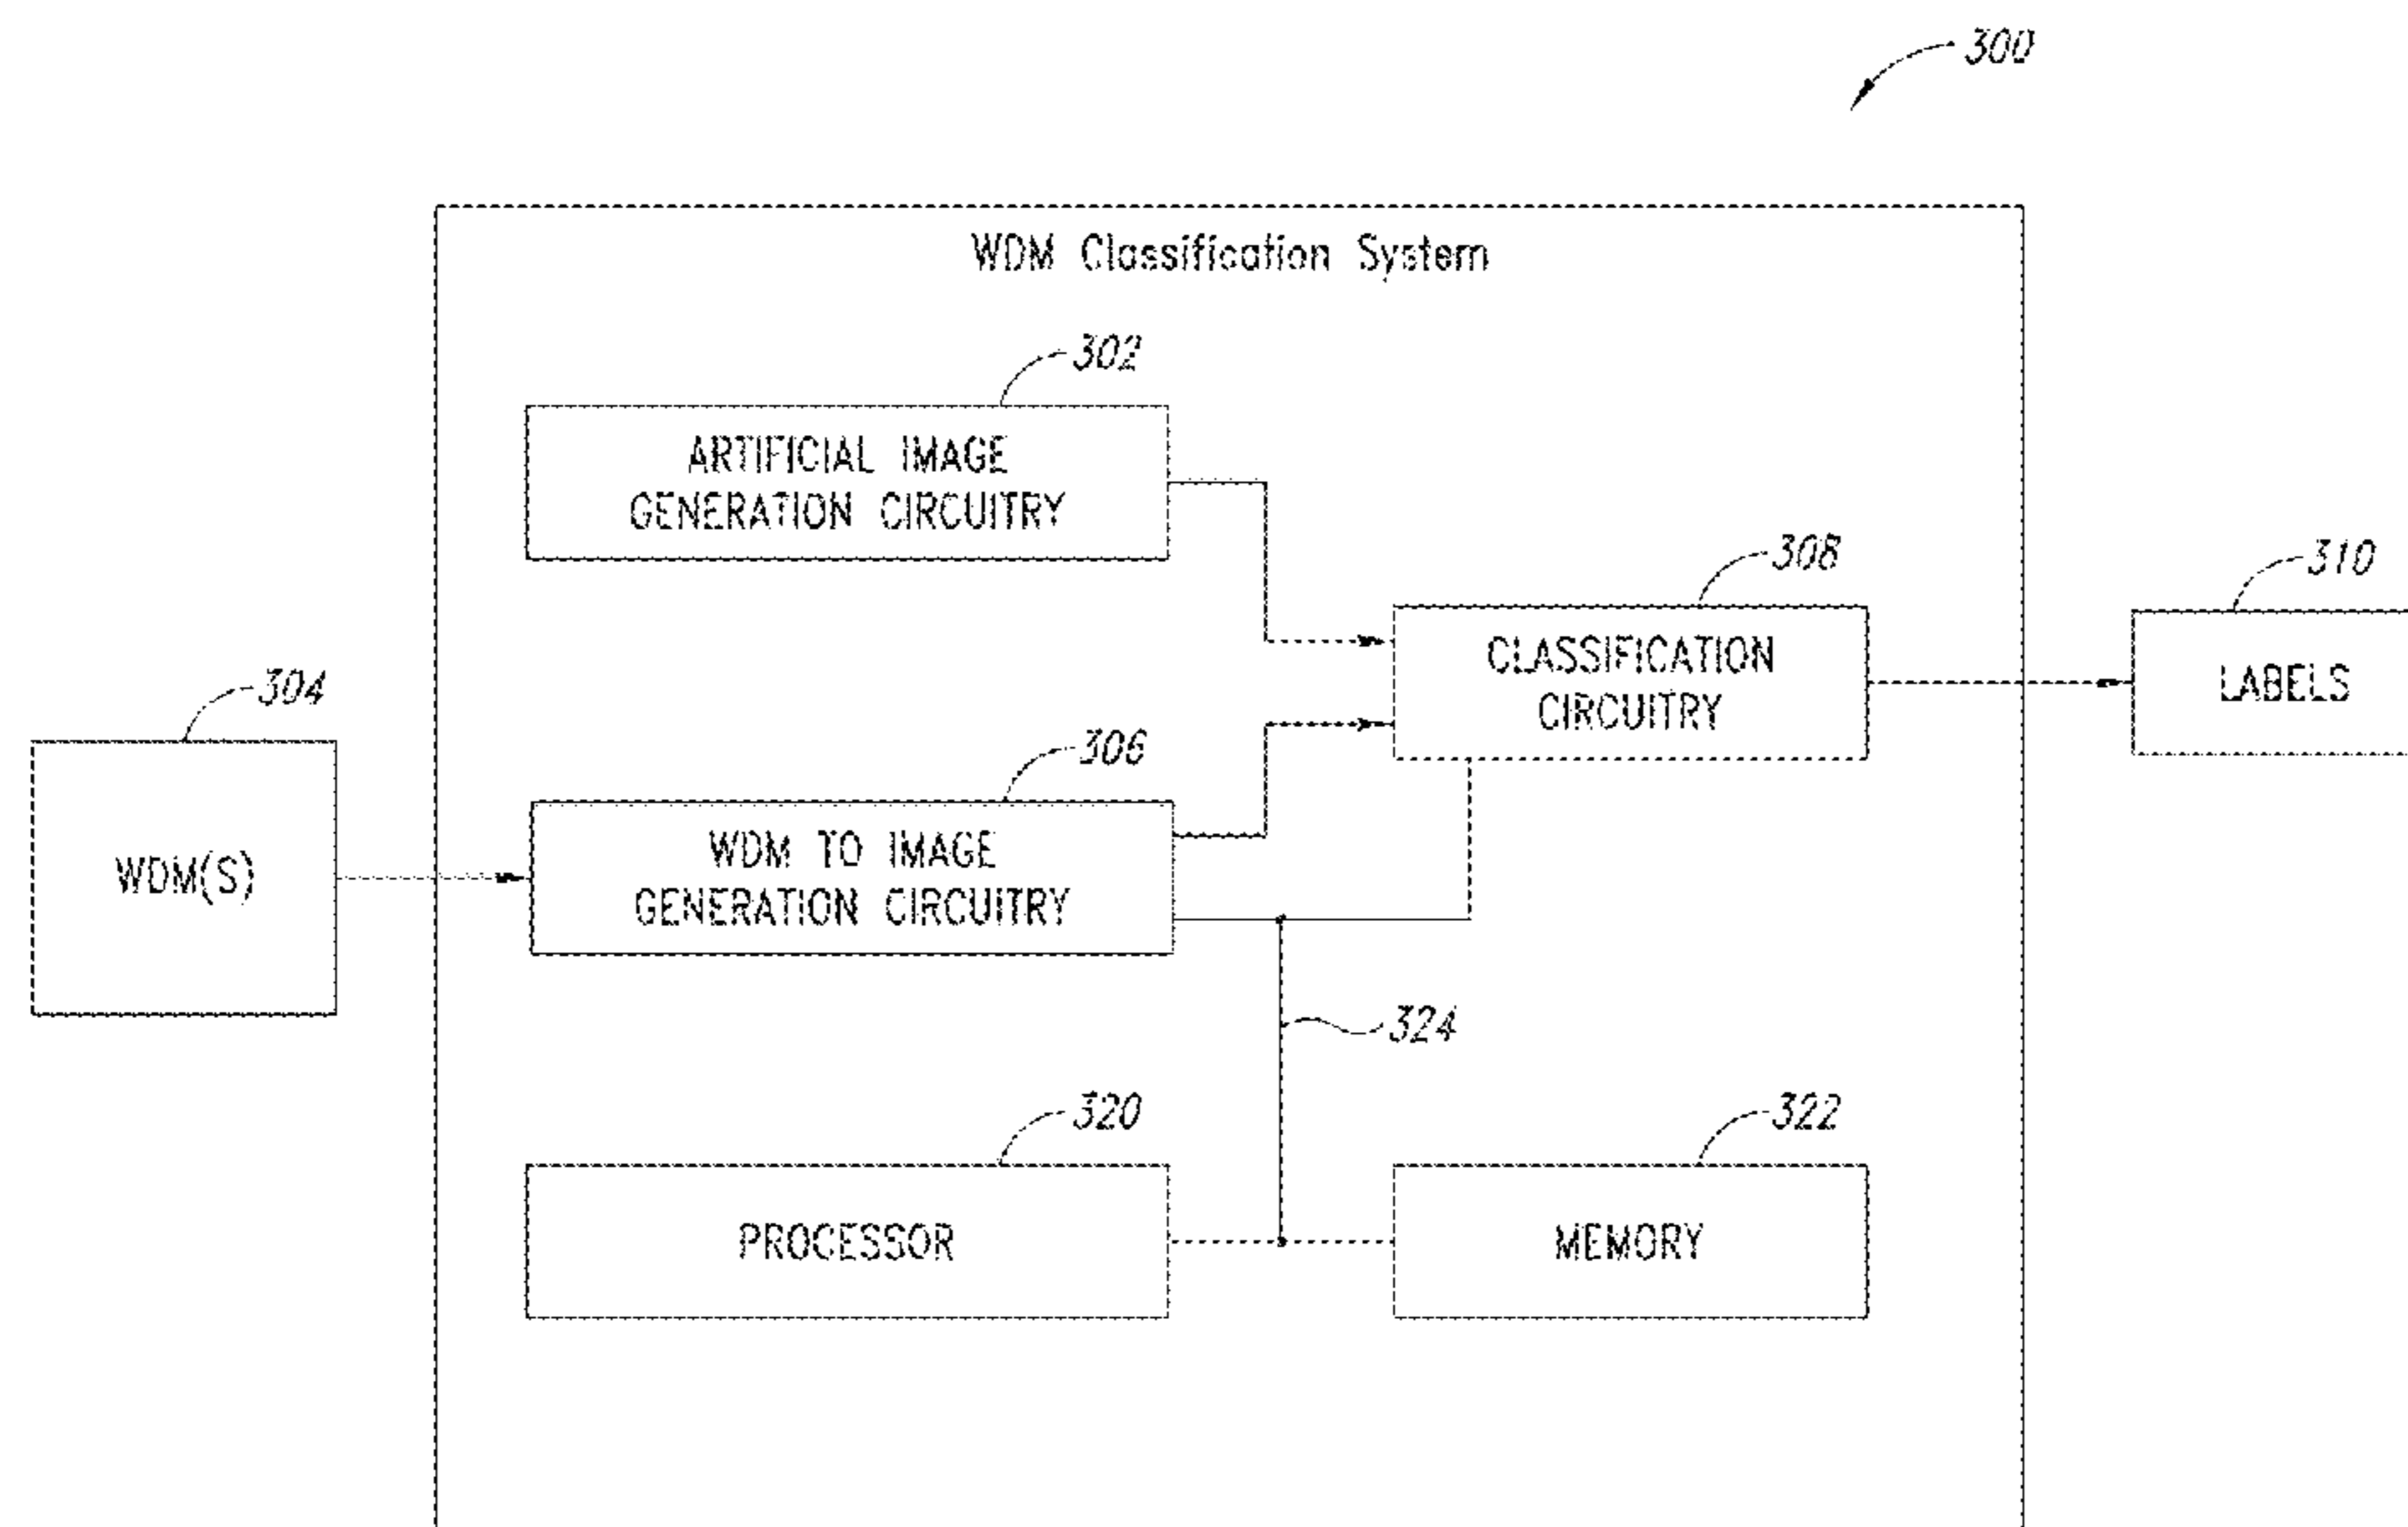 300
WDM Classification System
302
ARTIFICIAL IMAGE
GENERATION CIRCUITRY
308
310
CLASSIFICATION
CIRCUITRY
LABELS
304
306
WDM(S)
WDM TO IMAGE
GENERATION CIRCUITRY
324
320
322
PROCESSOR
MEMORY